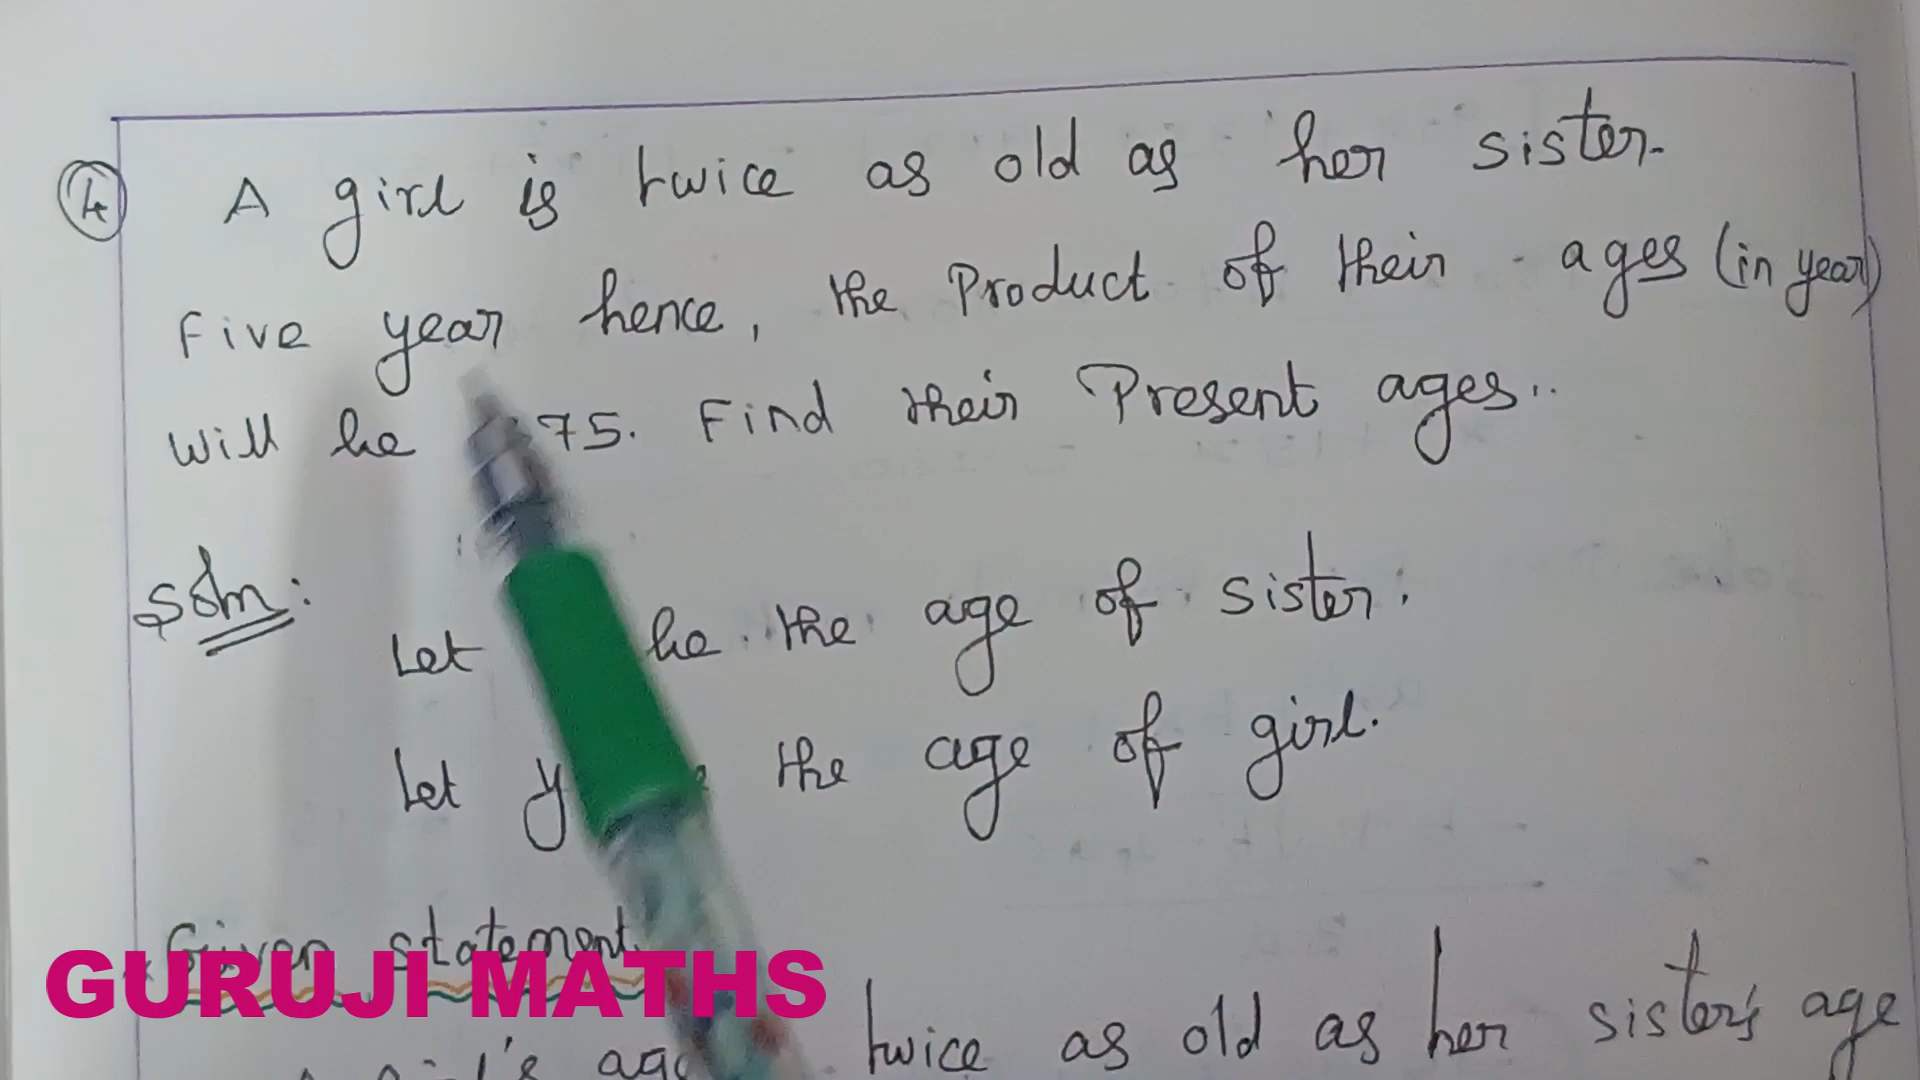 4 A girl is twice as old as her sister.
Five year hence, the Product of their ages (in year)
will be 75. Find their Present ages..
Soln:
Let be the age of sister.
Let y the age of girl.
Given statement
GURUJI MATHS
twice as old as her sister's age